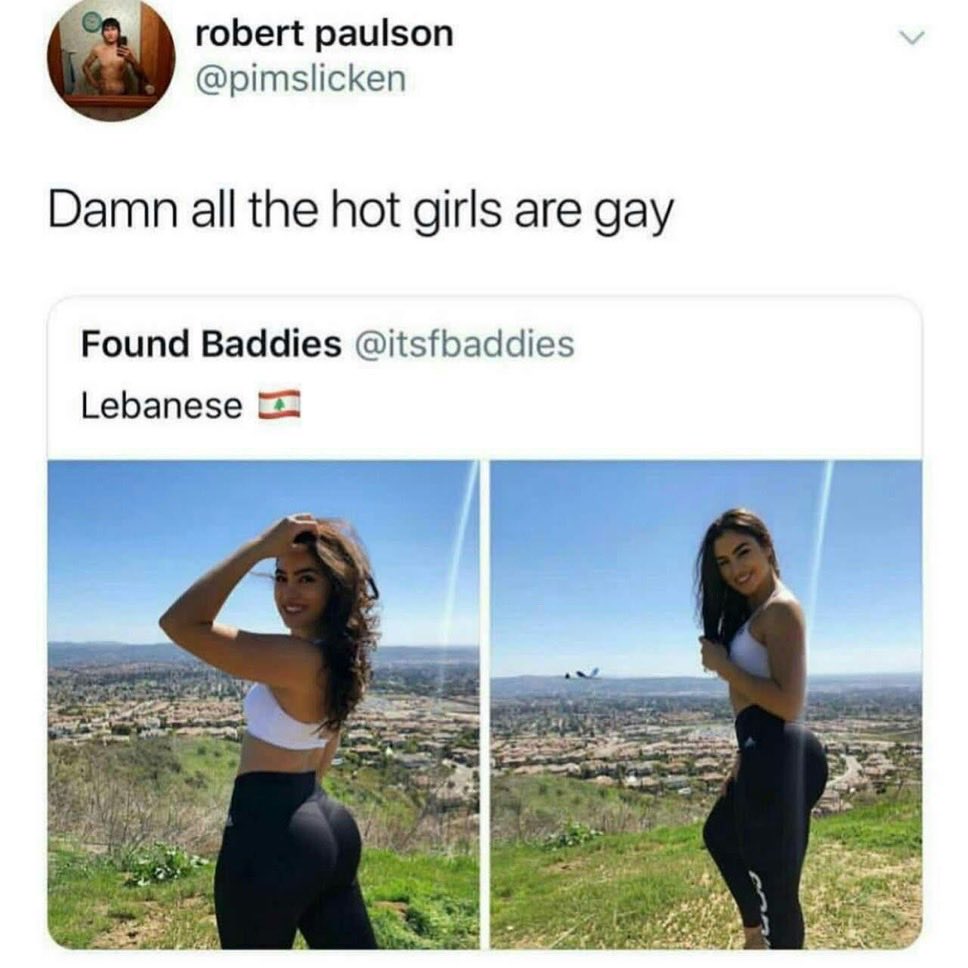 robert paulson
@pimslicken
Damn all the hot girls are gay
Found Baddies @itsfbaddies
Lebanese 🇱🇧